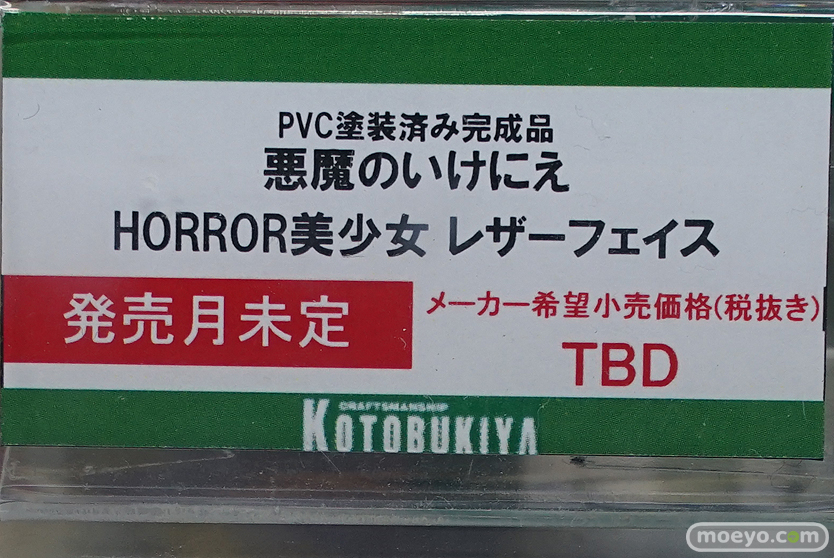 PVC塗装済み完成品
悪魔のいけにえ
HORROR美少女 レザーフェイス
発売月未定
メーカー希望小売価格(税抜き)
TBD
CRAFTSMANSHIP
KOTOBUKIYA
moeyo.com